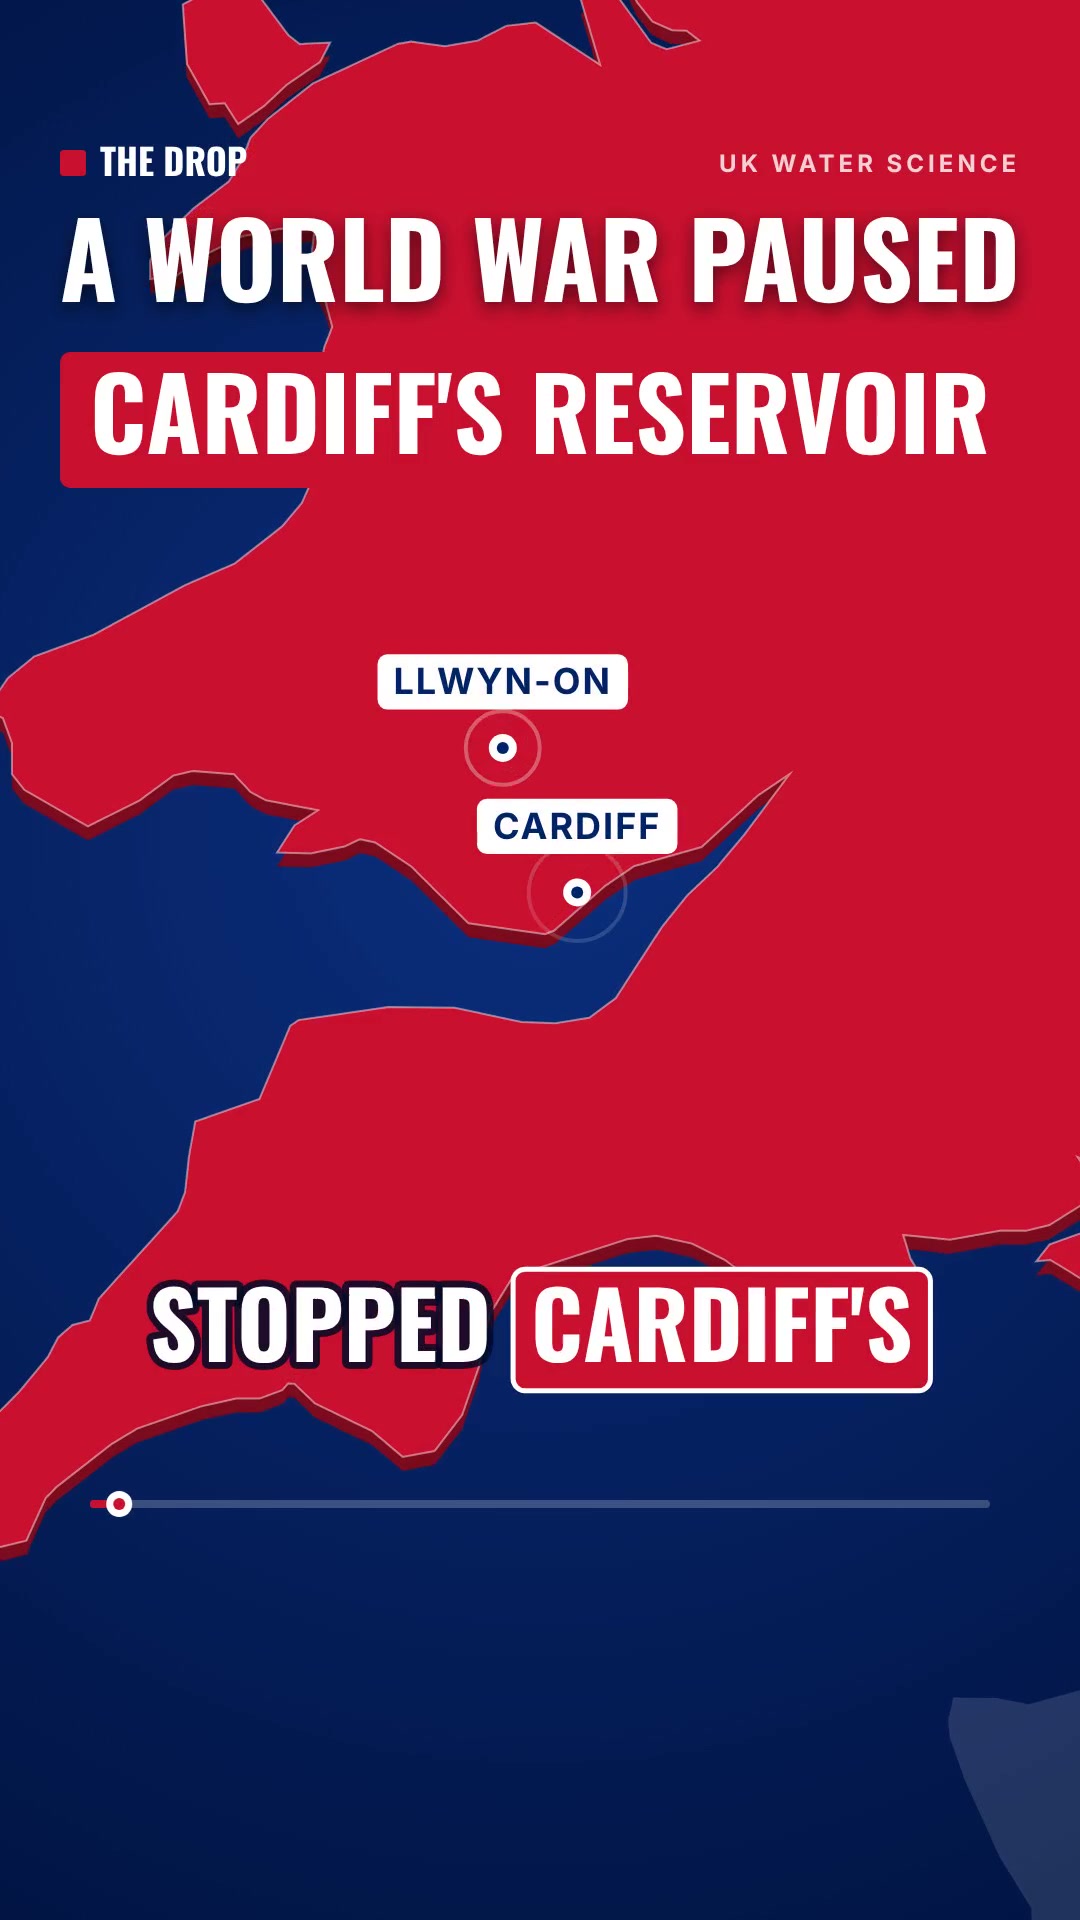 THE DROP
UK WATER SCIENCE
A WORLD WAR PAUSED
CARDIFF'S RESERVOIR
LLWYN-ON
CARDIFF
STOPPED CARDIFF'S